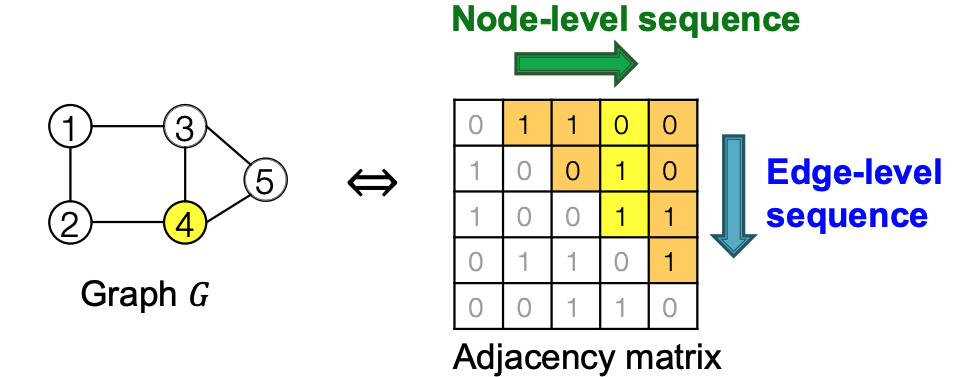 Node-level sequence
1 3 5 2 4
Graph G
⇔
0 1 1 0 0
1 0 0 1 0
1 0 0 1 1
0 1 1 0 1
0 0 1 1 0
Adjacency matrix
Edge-level
sequence